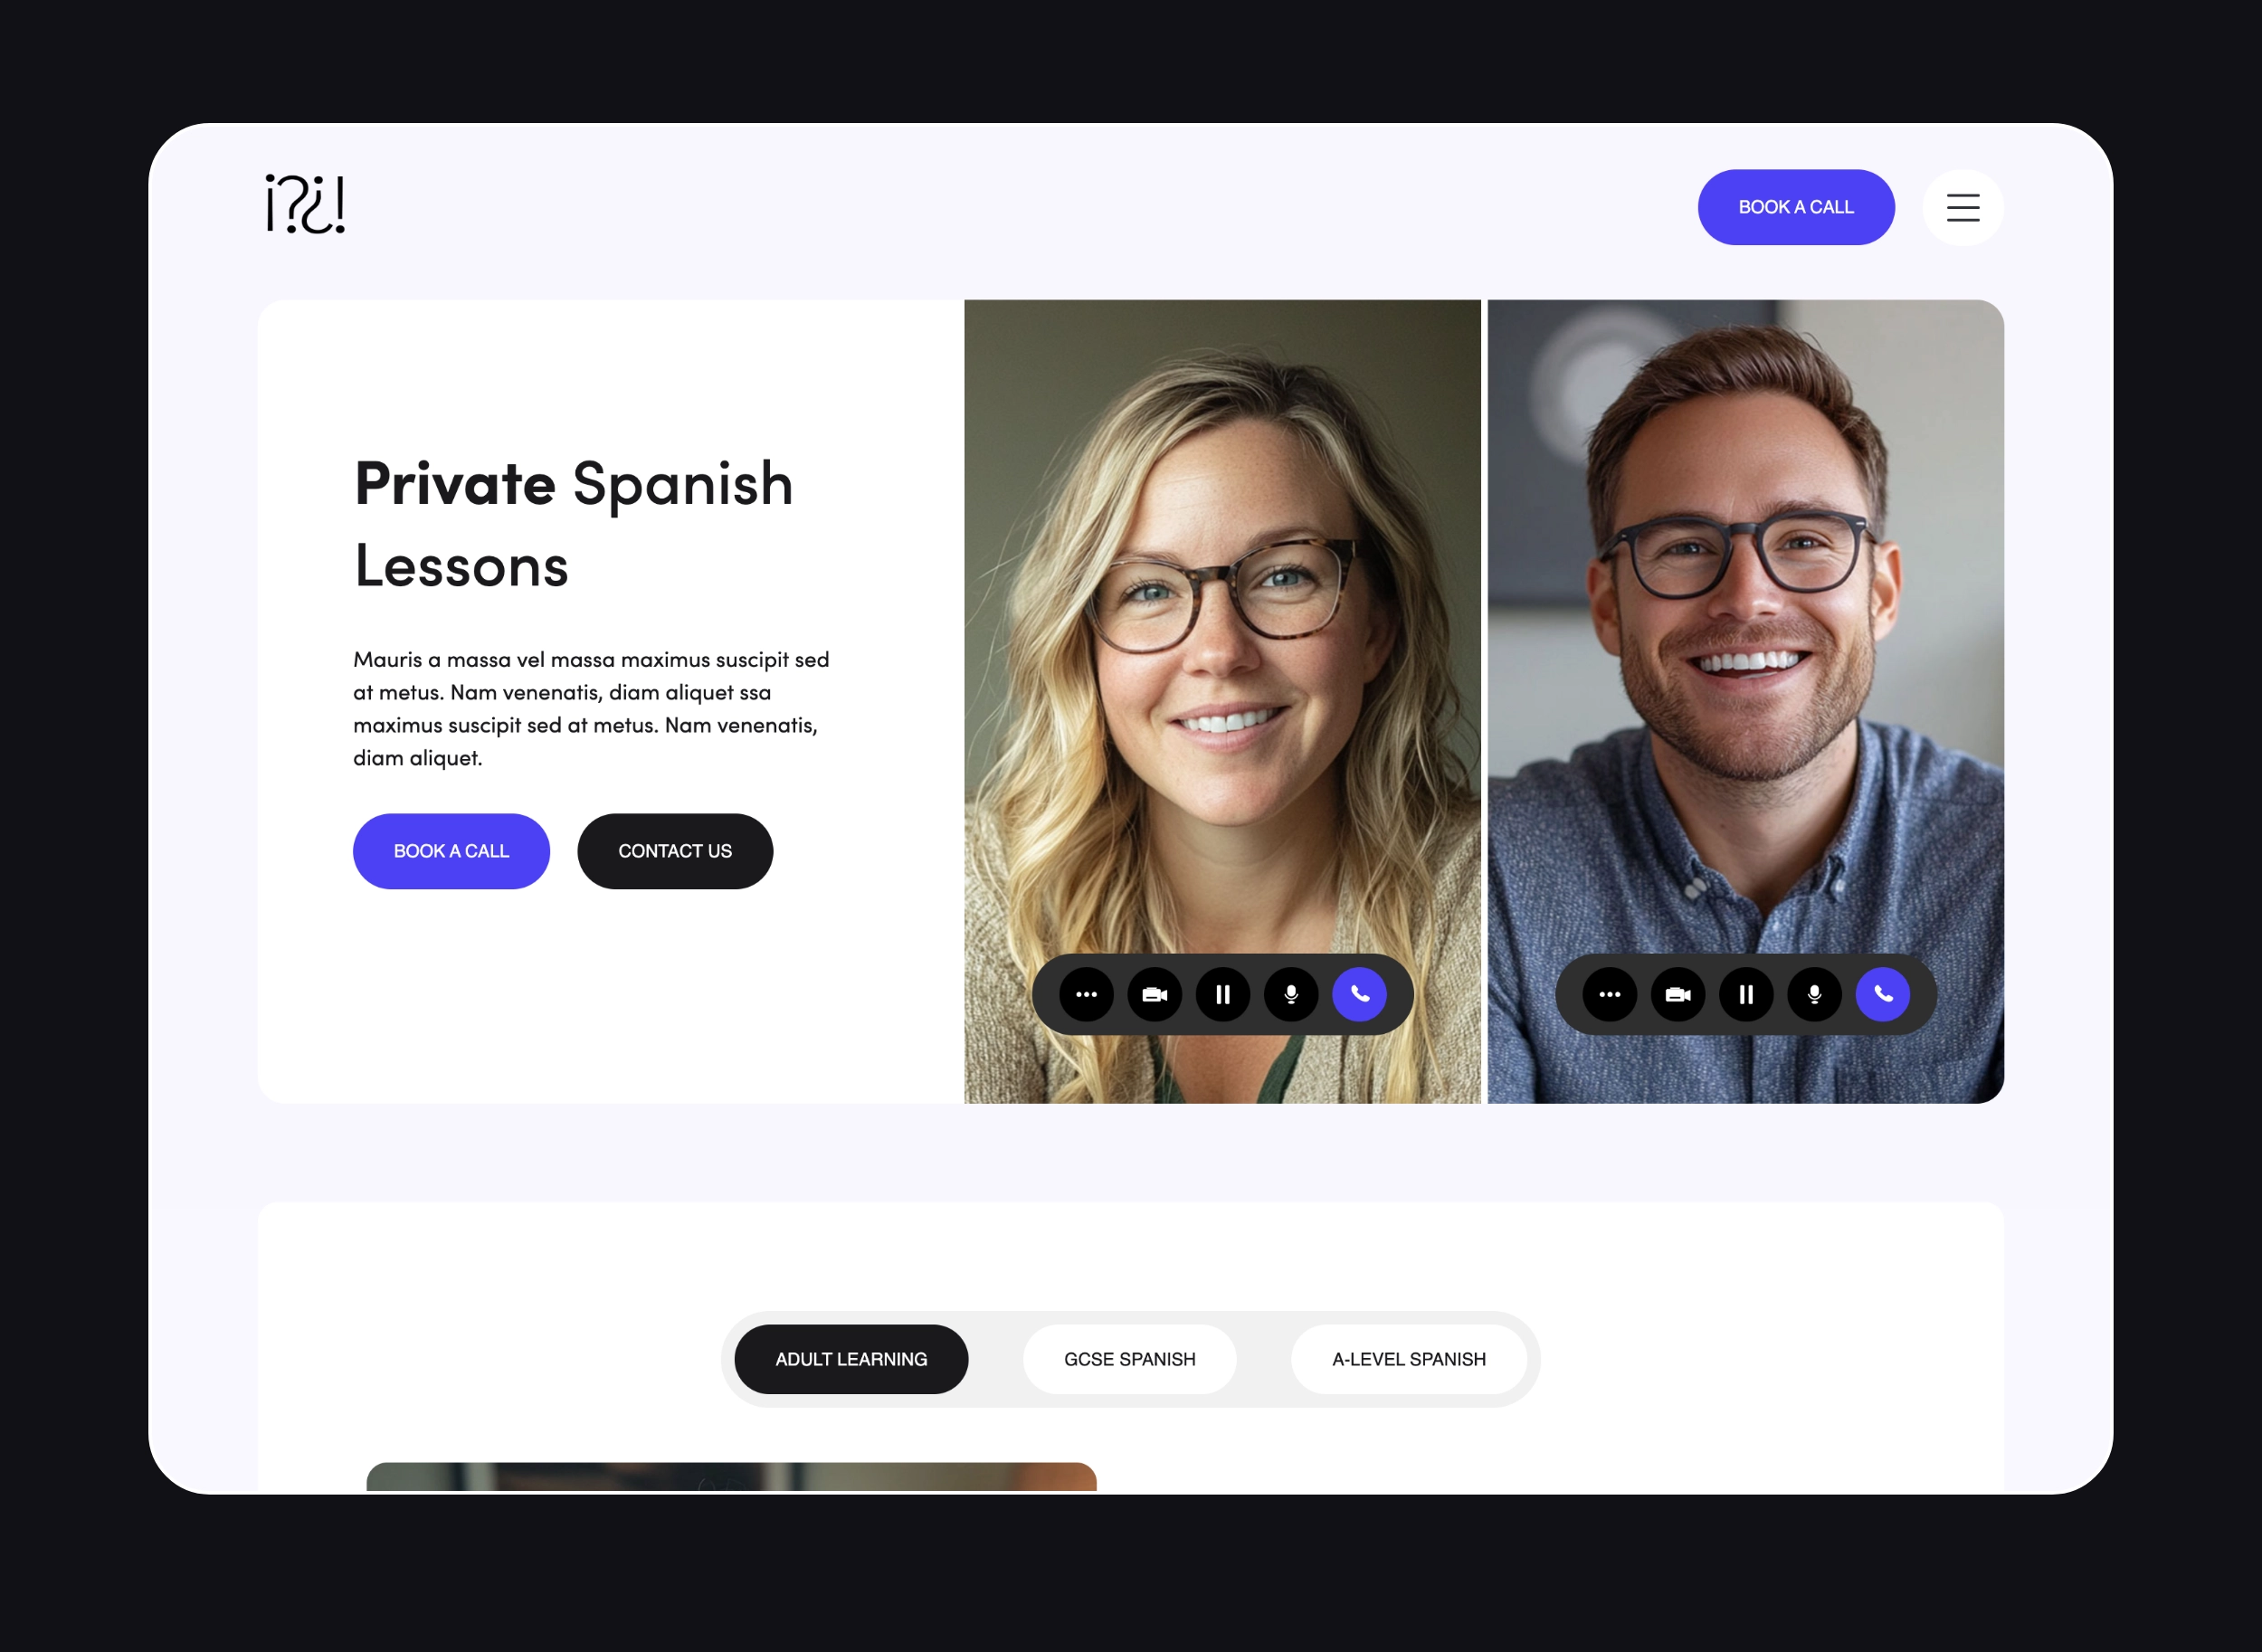 ¡?¿!
BOOK A CALL
Private Spanish
Lessons
Mauris a massa vel massa maximus suscipit sed
at metus. Nam venenatis, diam aliquet ssa
maximus suscipit sed at metus. Nam venenatis,
diam aliquet.
BOOK A CALL
CONTACT US
ADULT LEARNING
GCSE SPANISH
A-LEVEL SPANISH